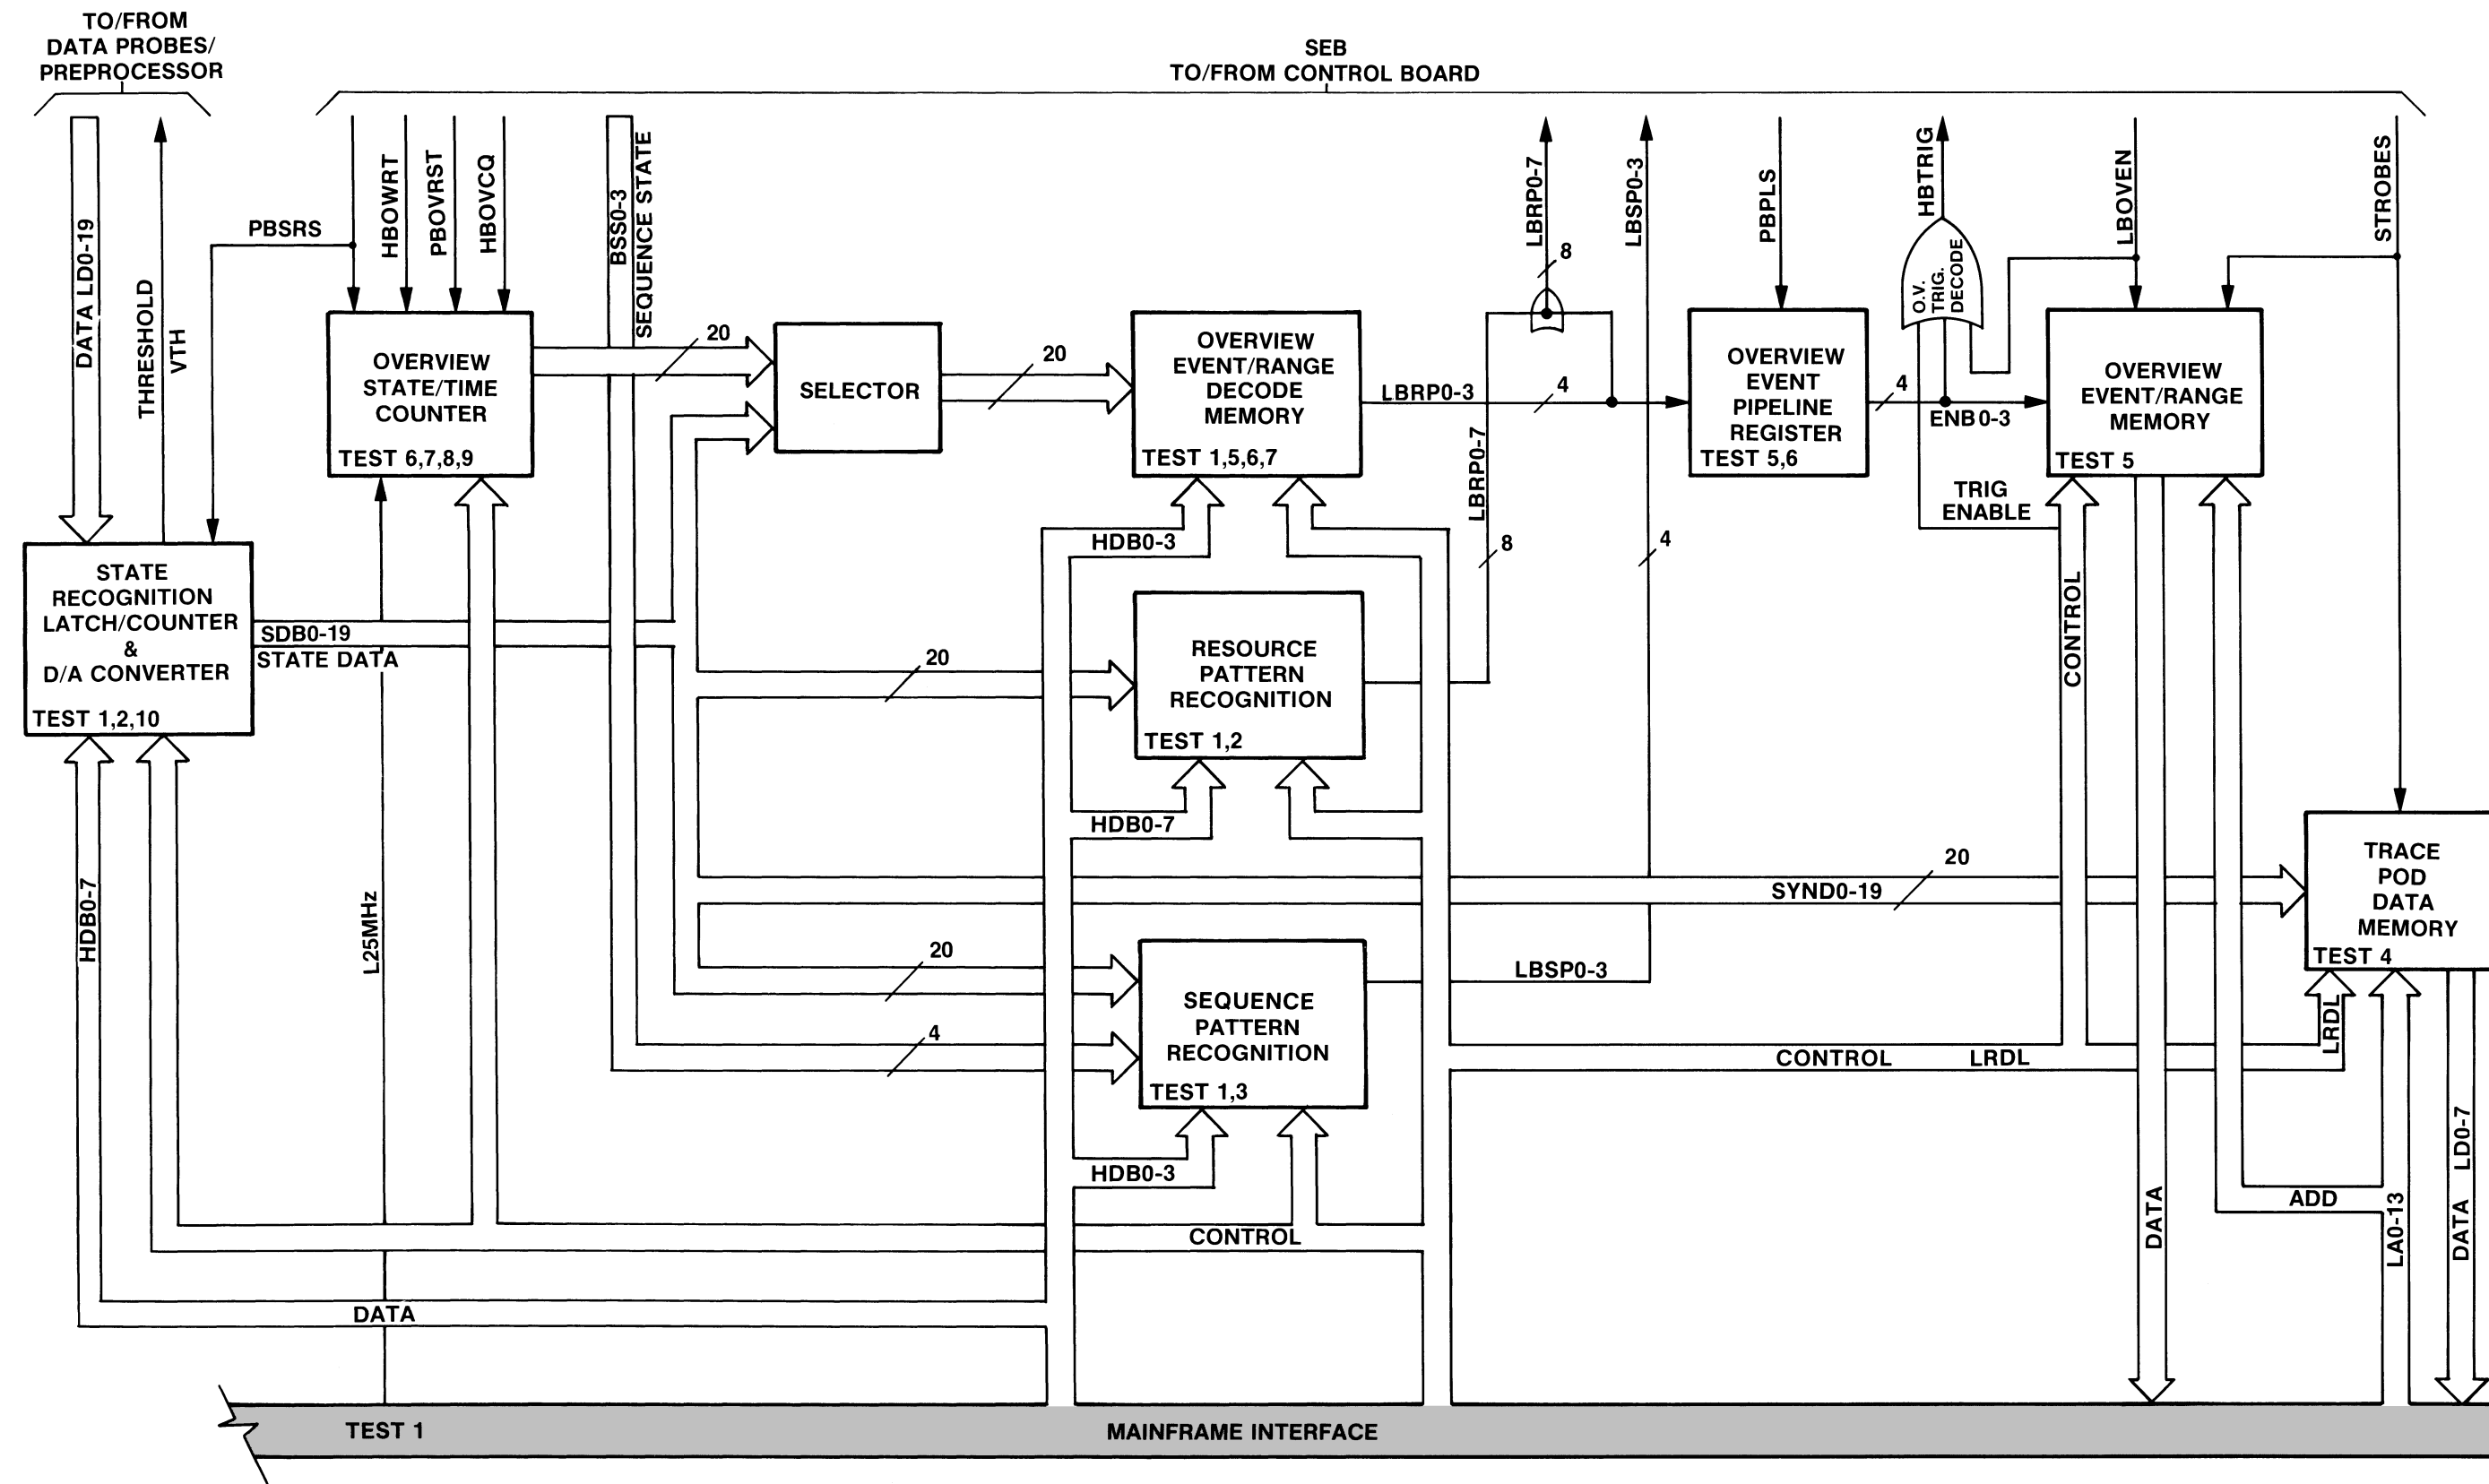 TO/FROM
DATA PROBES/
PREPROCESSOR
SEB
TO/FROM CONTROL BOARD
DATA LD0-19
THRESHOLD
VTH
PBSRS
HBOWRT
PBOVRST
HBOVCQ
BSS0-3
SEQUENCE STATE
LBRP0-7
8
LBSP0-3
PBPLS
HBTRIG
O.V.
TRIG.
DECODE
LBOVEN
STROBES
OVERVIEW
STATE/TIME
COUNTER
TEST 6,7,8,9
20
SELECTOR
20
OVERVIEW
EVENT/RANGE
DECODE
MEMORY
TEST 1,5,6,7
LBRP0-3
4
LBRP0-7
8
4
OVERVIEW
EVENT
PIPELINE
REGISTER
TEST 5,6
4
ENB0-3
OVERVIEW
EVENT/RANGE
MEMORY
TEST 5
TRIG
ENABLE
STATE
RECOGNITION
LATCH/COUNTER
&
D/A CONVERTER
TEST 1,2,10
SDB0-19
STATE DATA
HDB0-3
20
RESOURCE
PATTERN
RECOGNITION
TEST 1,2
HDB0-7
CONTROL
HDB0-7
L25MHz
20
SYND0-19
TRACE
POD
DATA
MEMORY
TEST 4
20
4
SEQUENCE
PATTERN
RECOGNITION
TEST 1,3
LBSP0-3
CONTROL
LRDL
LRDL
HDB0-3
CONTROL
DATA
DATA
ADD
LA0-13
DATA LD0-7
TEST 1
MAINFRAME INTERFACE